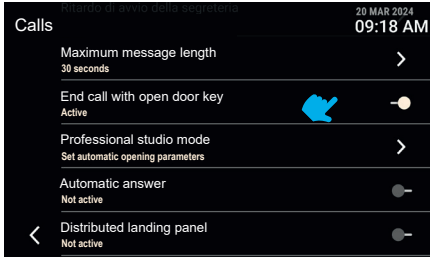 Ritardo di avvio della segreteria
20 MAR 2024
Calls
09:18 AM
Maximum message length
30 seconds
End call with open door key
Active
Professional studio mode
Set automatic opening parameters
Automatic answer
Not active
Distributed landing panel
Not active